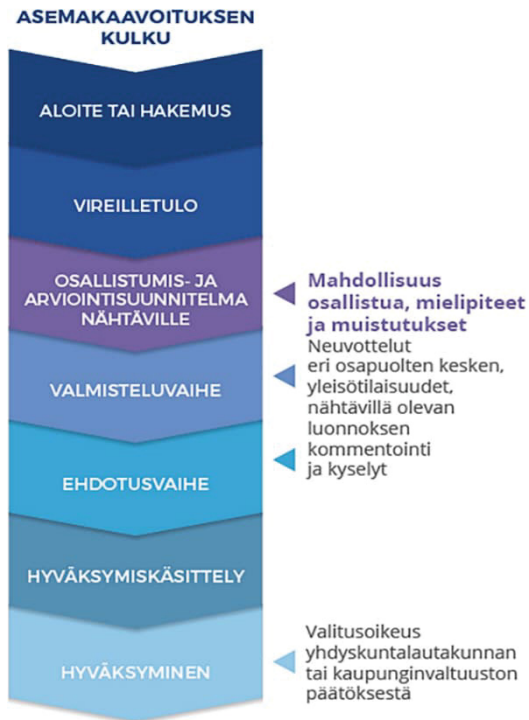 ASEMAKAAVOITUKSEN
KULKU
ALOITE TAI HAKEMUS
VIREILLETULO
OSALLISTUMIS- JA
ARVIOINTISUUNNITELMA
NÄHTÄVILLE
Mahdollisuus
osallistua, mielipiteet
ja muistutukset
Neuvottelut
eri osapuolten kesken,
yleisötilaisuudet,
nähtävillä olevan
luonnoksen
kommentointi
ja kyselyt
VALMISTELUVAIHE
EHDOTUSVAIHE
HYVÄKSYMISKÄSITTELY
HYVÄKSYMINEN
Valitusoikeus
yhdyskuntalautakunnan
tai kaupunginvaltuuston
päätöksestä